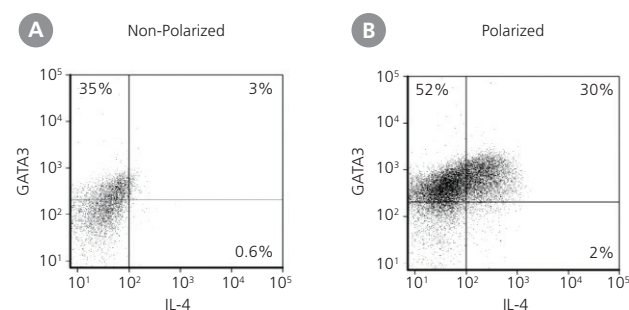 A
Non-Polarized
10⁵
10⁴
10³
10²
10¹
GATA3
35%
3%
0.6%
10¹ 10² 10³ 10⁴ 10⁵
IL-4
B
Polarized
10⁵
10⁴
10³
10²
10¹
GATA3
52%
30%
2%
10¹ 10² 10³ 10⁴ 10⁵
IL-4